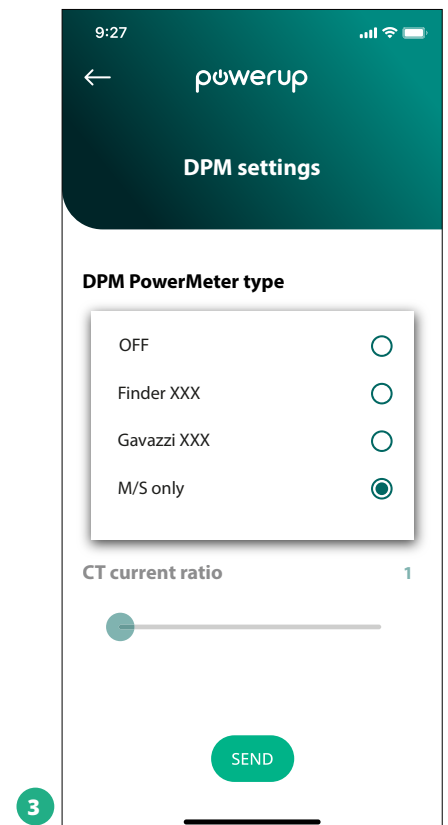 9:27
powerup
DPM settings
DPM PowerMeter type
OFF
Finder XXX
Gavazzi XXX
M/S only
CT current ratio 1
SEND
3